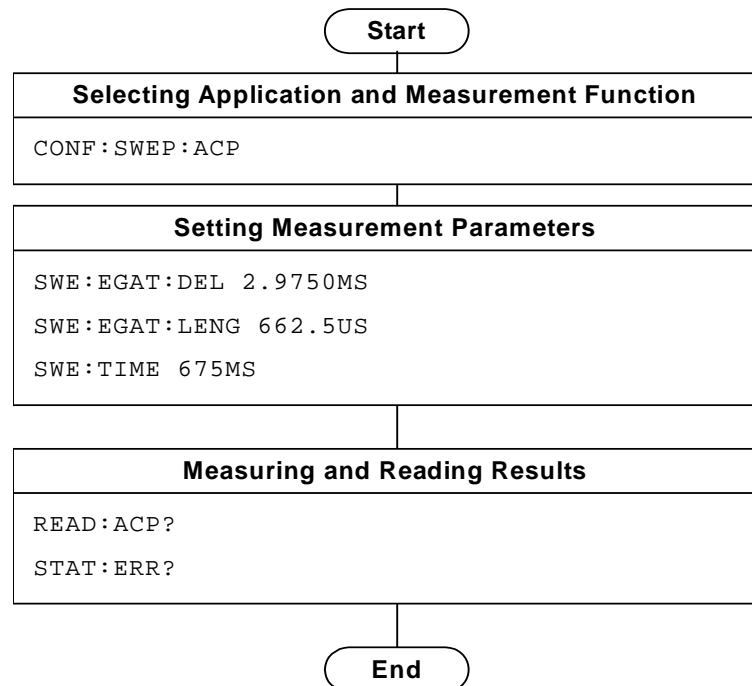 Start
Selecting Application and Measurement Function
CONF:SWEP:ACP
Setting Measurement Parameters
SWE:EGAT:DEL 2.9750MS
SWE:EGAT:LENG 662.5US
SWE:TIME 675MS
Measuring and Reading Results
READ:ACP?
STAT:ERR?
End